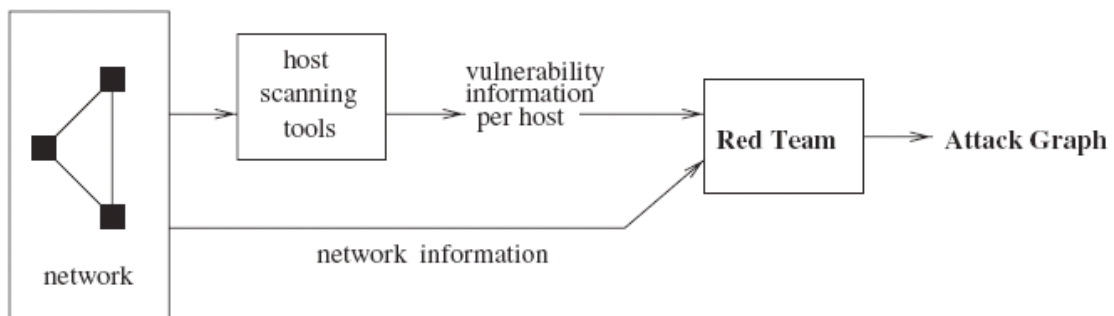 host
scanning
tools
vulnerability
information
per host
Red Team
Attack Graph
network information
network